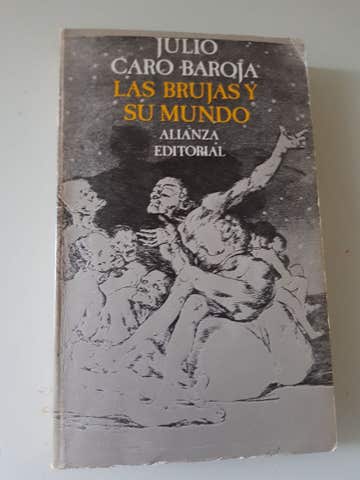 JULIO
CARO BAROJA
LAS BRUJAS Y
SU MUNDO
ALIANZA
EDITORIAL